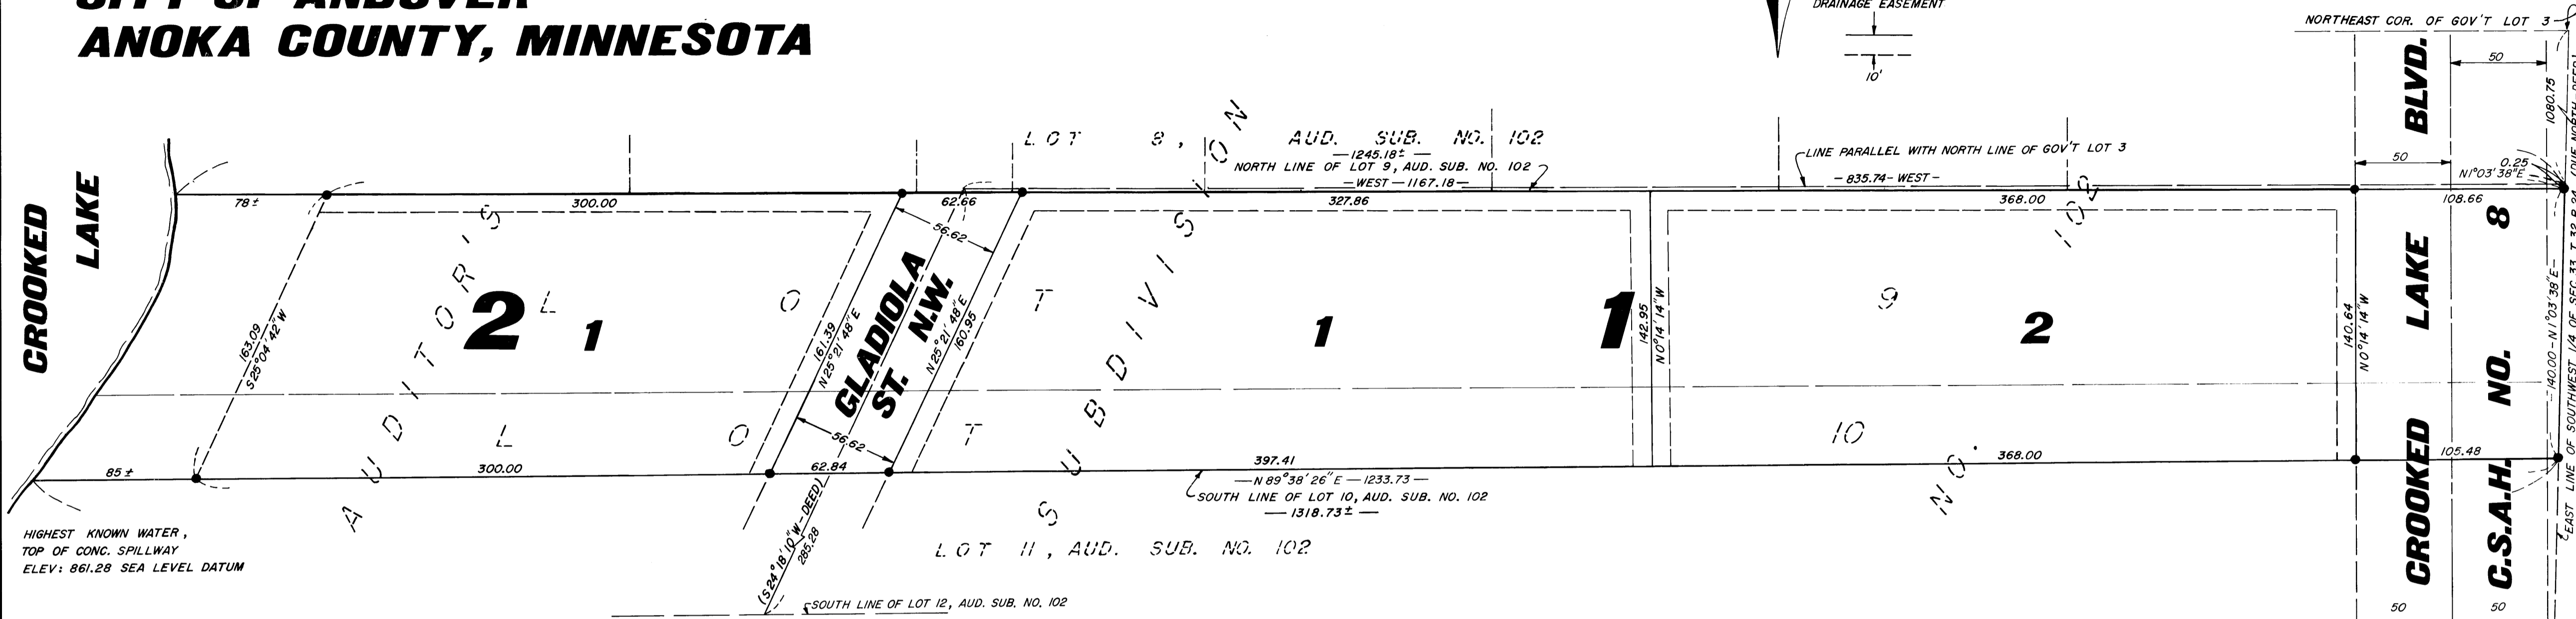 CITY OF ANDOVER
ANOKA COUNTY, MINNESOTA
DRAINAGE EASEMENT
10'
NORTHEAST COR. OF GOV'T LOT 3
50
1080.75
BLVD.
50
0.25
N1°03'38"E
108.66
LOT 8, AUD. SUB. NO. 102
1245.18±
NORTH LINE OF LOT 9, AUD. SUB. NO. 102
WEST — 1167.18
LINE PARALLEL WITH NORTH LINE OF GOV'T LOT 3
835.74 - WEST
CROOKED
LAKE
78±
300.00
62.66
327.86
368.00
56.62
163.09
S25°04'42"W
AUDITOR'S
SUBDIVISION
NO. 102
2
1
LOT
9
LOT
10
161.39
N25°21'48"E
GLADIOLA
ST. N.W.
N25°21'48"E
160.95
1
1
142.95
N0°14'14"W
2
140.64
N0°14'14"W
CROOKED LAKE
C.S.A.H. NO. 8
140.00 - N1°03'38"E
EAST LINE OF SOUTHWEST 1/4 OF SEC. 33, T. 32, R. 24
56.62
85±
300.00
62.84
397.41
368.00
105.48
N89°38'26"E — 1233.73
SOUTH LINE OF LOT 10, AUD. SUB. NO. 102
1318.73±
(S24°18'10"W - DEED)
285.28
HIGHEST KNOWN WATER,
TOP OF CONC. SPILLWAY
ELEV: 861.28 SEA LEVEL DATUM
LOT 11, AUD. SUB. NO. 102
SOUTH LINE OF LOT 12, AUD. SUB. NO. 102
50
50